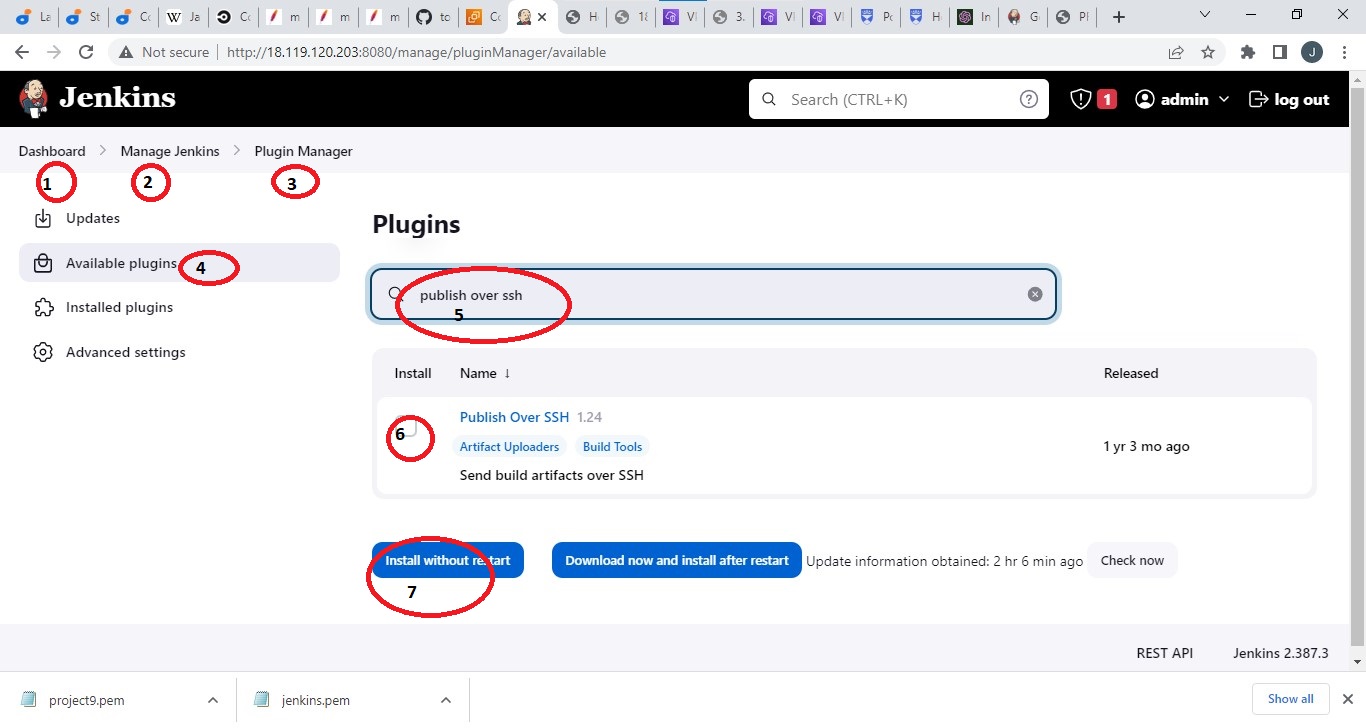 La
St
Co
Ja
Co
m
m
m
to
Co
H
18
Vl
3.
Vl
Vl
Po
H
In
G
Pl
Not secure
http://18.119.120.203:8080/manage/pluginManager/available
J
Jenkins
Search (CTRL+K)
1
admin
log out
Dashboard
Manage Jenkins
Plugin Manager
1
2
3
Updates
Plugins
Available plugins
4
publish over ssh
5
Installed plugins
Advanced settings
Install
Name ↓
Released
Publish Over SSH 1.24
6
Artifact Uploaders
Build Tools
1 yr 3 mo ago
Send build artifacts over SSH
Install without restart
Download now and install after restart
Update information obtained: 2 hr 6 min ago
Check now
7
REST API
Jenkins 2.387.3
project9.pem
jenkins.pem
Show all